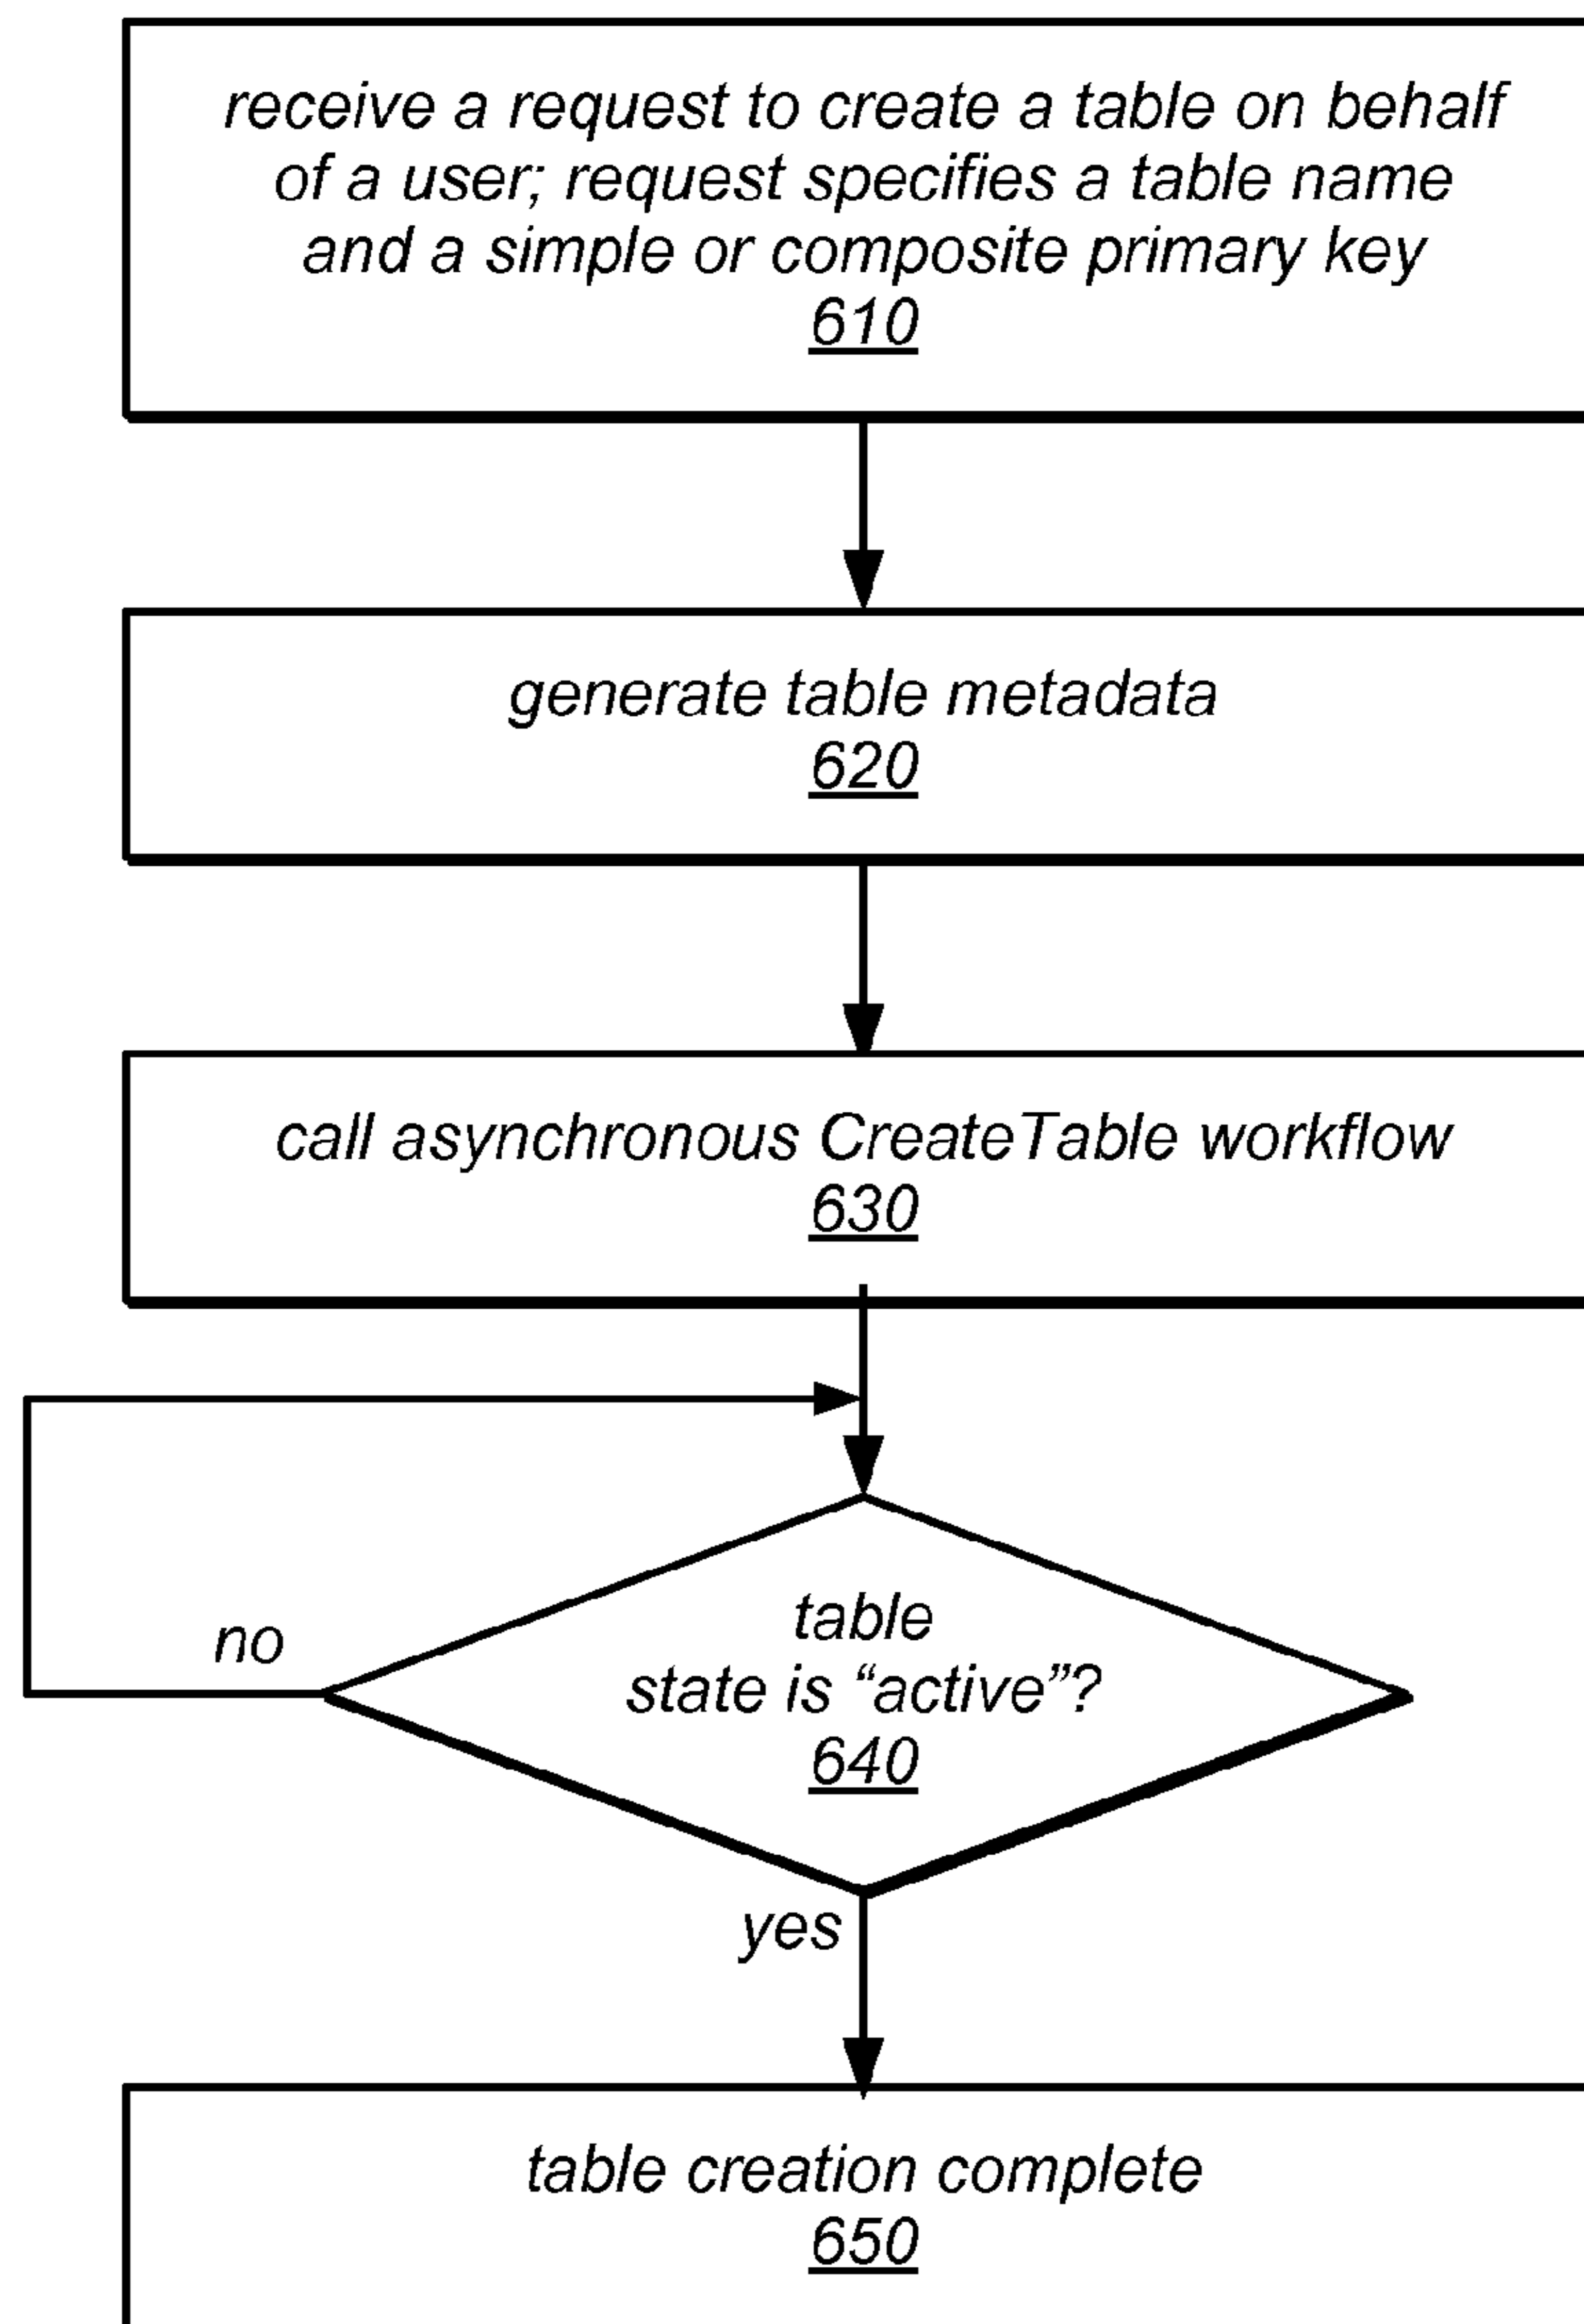 receive a request to create a table on behalf
of a user; request specifies a table name
and a simple or composite primary key
610
generate table metadata
620
call asynchronous CreateTable workflow
630
table
state is “active”?
640
no
yes
table creation complete
650